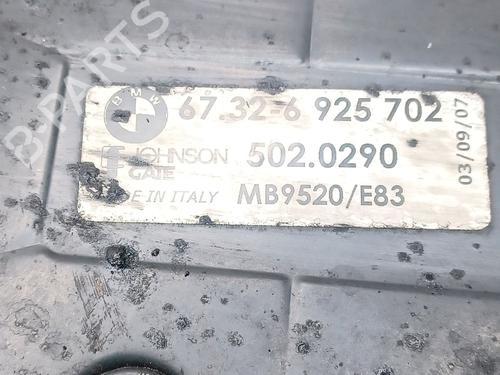 B-PARTS
BMW
67.32-6 925 702
JOHNSON 502.0290
GATE
E IN ITALY MB9520/E83
03/09/07